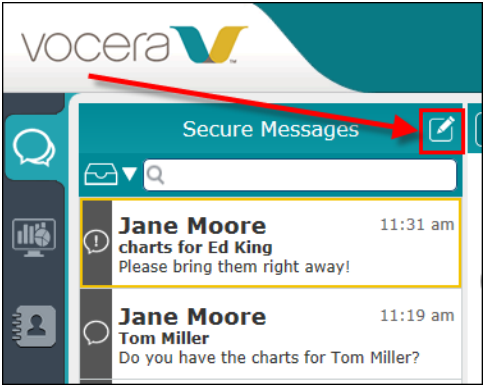 vocera
Secure Messages
Jane Moore 11:31 am
charts for Ed King
Please bring them right away!
Jane Moore 11:19 am
Tom Miller
Do you have the charts for Tom Miller?